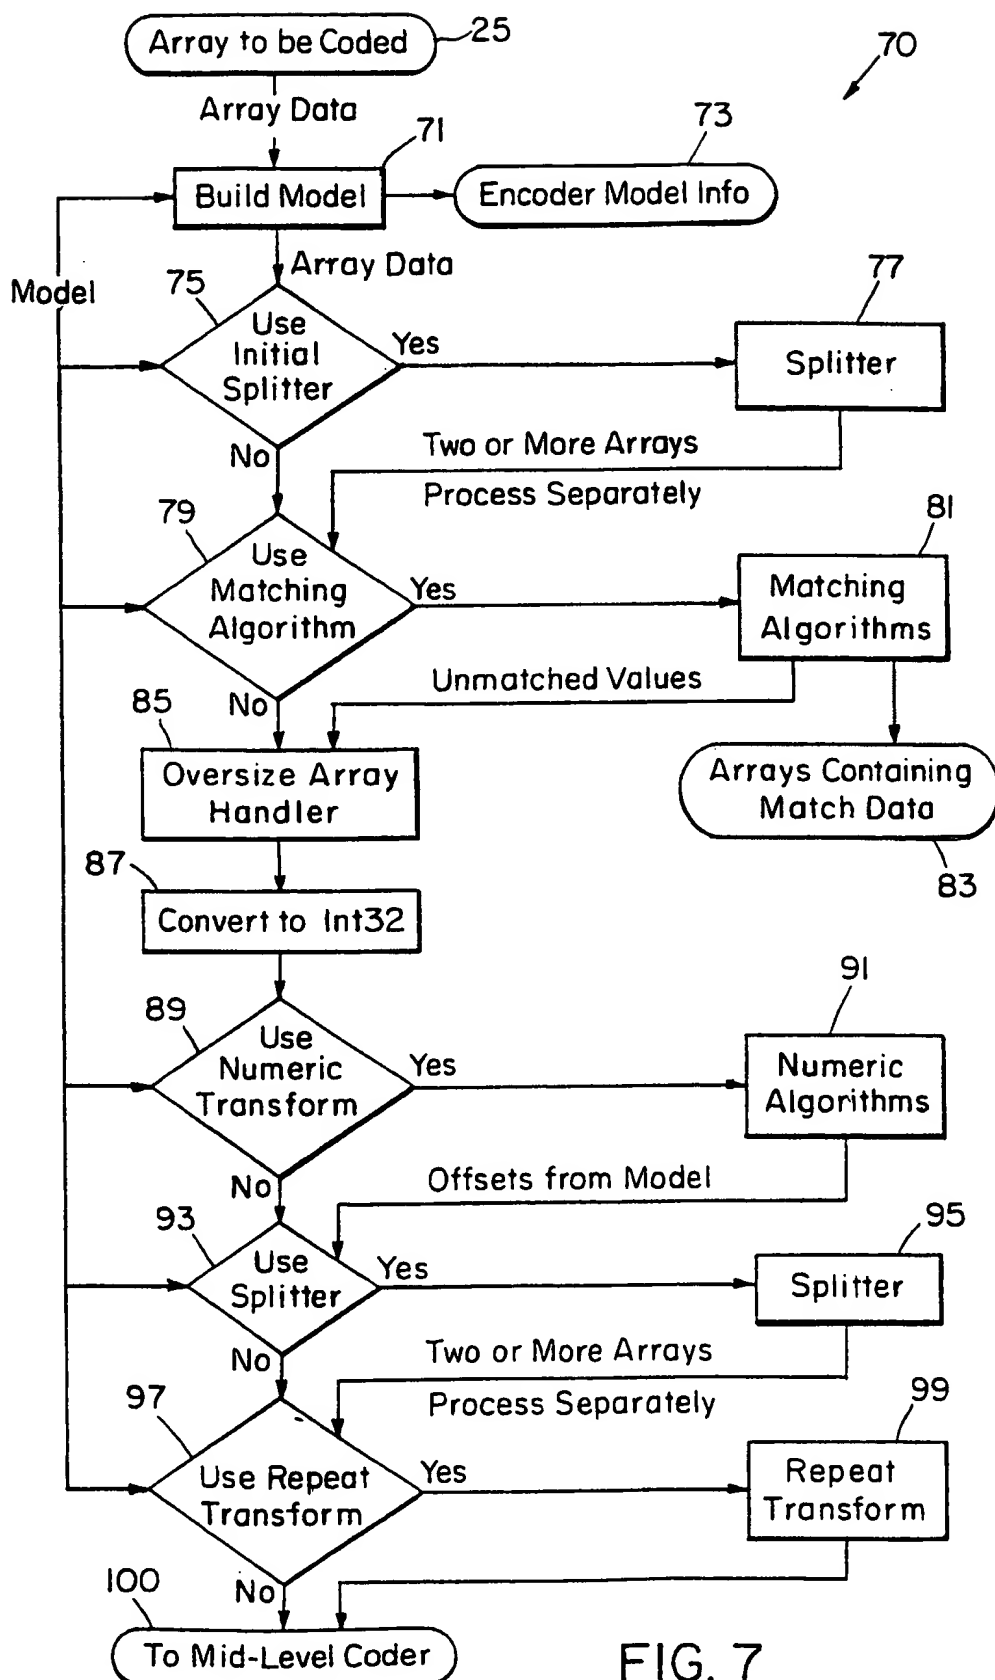 Array to be Coded
25
70
Array Data
71
73
Build Model
Encoder Model Info
Array Data
Model
75
77
Use
Initial
Splitter
Yes
Splitter
No
Two or More Arrays
Process Separately
79
81
Use
Matching
Algorithm
Yes
Matching
Algorithms
No
Unmatched Values
85
Oversize Array
Handler
Arrays Containing
Match Data
83
87
Convert to Int32
89
91
Use
Numeric
Transform
Yes
Numeric
Algorithms
No
Offsets from Model
93
95
Use
Splitter
Yes
Splitter
No
Two or More Arrays
Process Separately
97
99
Use Repeat
Transform
Yes
Repeat
Transform
No
100
To Mid-Level Coder
FIG. 7